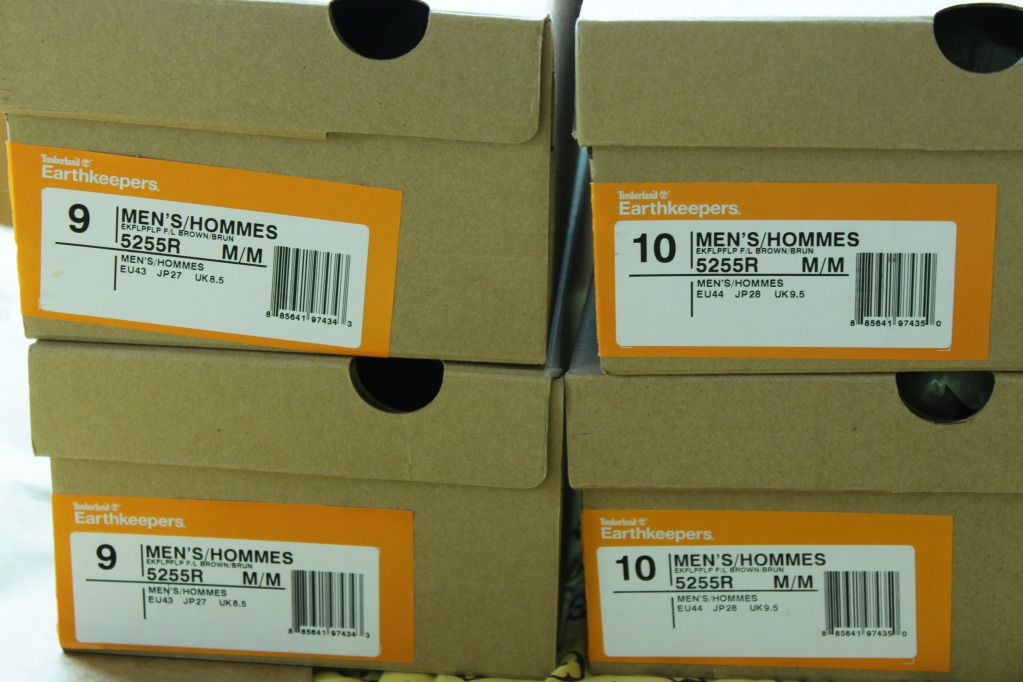 Timberland
Earthkeepers.
9 MEN'S/HOMMES
EKFLPFLP F/L BROWN/BRUN
5255R M/M
MEN'S/HOMMES
EU43 JP27 UK8.5
8 85641 97434 3
Timberland
Earthkeepers.
10 MEN'S/HOMMES
EKFLPFLP F/L BROWN/BRUN
5255R M/M
MEN'S/HOMMES
EU44 JP28 UK9.5
8 85641 97435 0
Timberland
Earthkeepers.
9 MEN'S/HOMMES
EKFLPFLP F/L BROWN/BRUN
5255R M/M
MEN'S/HOMMES
EU43 JP27 UK8.5
8 85641 97434 3
Timberland
Earthkeepers.
10 MEN'S/HOMMES
EKFLPFLP F/L BROWN/BRUN
5255R M/M
MEN'S/HOMMES
EU44 JP28 UK9.5
8 85641 97435 0